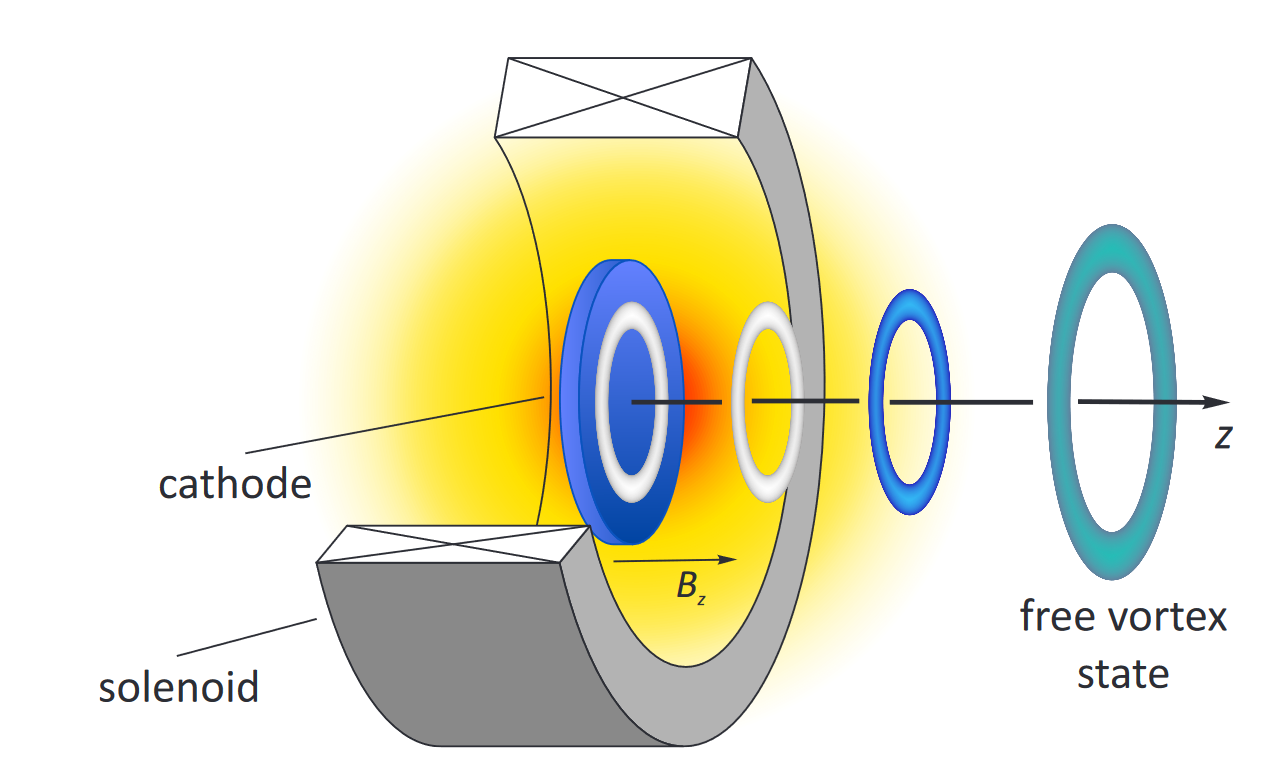 cathode
solenoid
B_z
z
free vortex
state